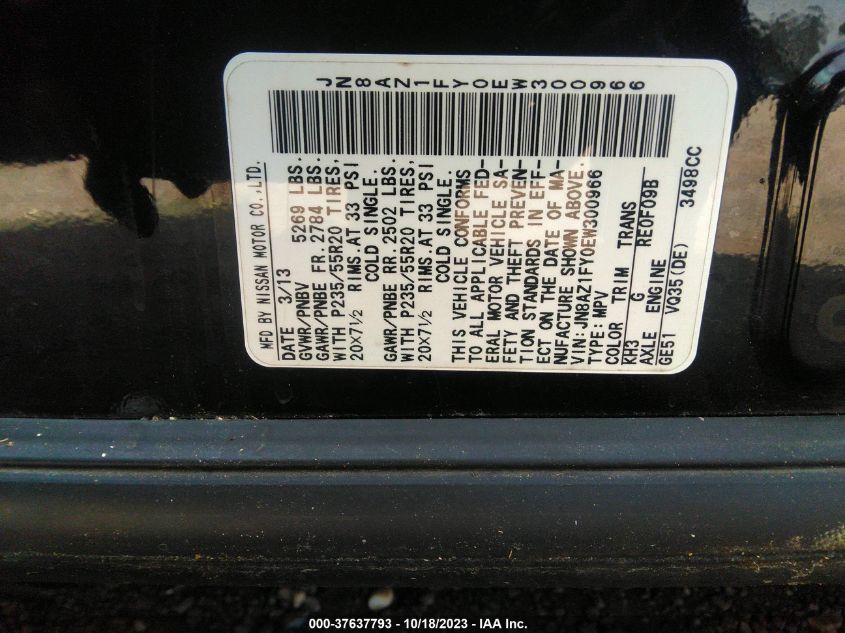 JN8AZ1FY0EW300966
MFD BY NISSAN MOTOR CO.,LTD.
DATE 3/13
GVWR/PNBV 5269 LBS.
GAWR/PNBE FR. 2784 LBS.
WITH P235/55R20 TIRES,
20X7½ RIMS.AT 33 PSI
COLD SINGLE.
GAWR/PNBE RR. 2502 LBS.
WITH P235/55R20 TIRES,
20X7½ RIMS.AT 33 PSI
COLD SINGLE.
THIS VEHICLE CONFORMS
TO ALL APPLICABLE FED-
ERAL MOTOR VEHICLE SA-
FETY AND THEFT PREVEN-
TION STANDARDS IN EFF-
ECT ON THE DATE OF MA-
NUFACTURE SHOWN ABOVE.
VIN:JN8AZ1FY0EW300966
TYPE: MPV
COLOR TRIM TRANS
KH3 G RE0F09B
AXLE ENGINE
GE51 VQ35(DE) 3498CC
000-37637793 - 10/18/2023 - IAA Inc.